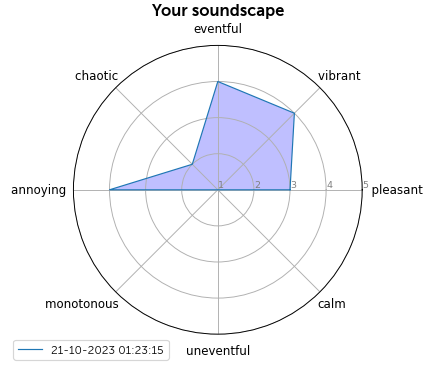 Your soundscape
eventful
chaotic
vibrant
annoying
1
2
3
4
5
pleasant
monotonous
calm
uneventful
21-10-2023 01:23:15